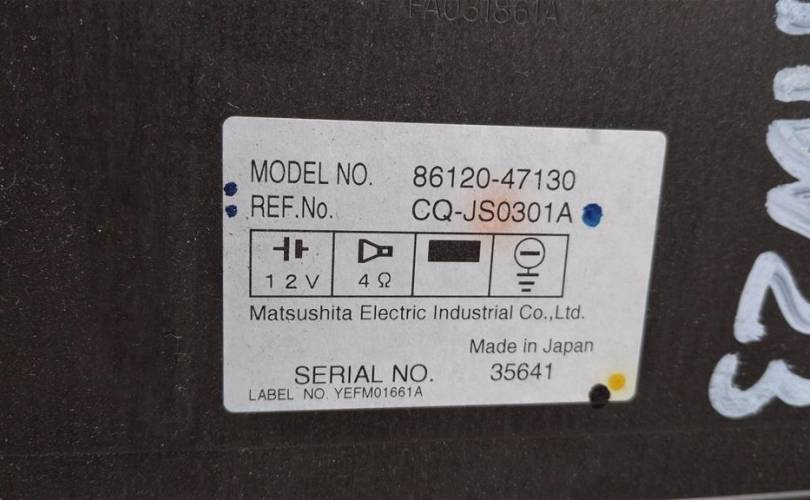 FA031861A
MODEL NO. 86120-47130
REF.No. CQ-JS0301A
12V 4Ω
Matsushita Electric Industrial Co.,Ltd.
Made in Japan
SERIAL NO. 35641
LABEL NO. YEFM01661A